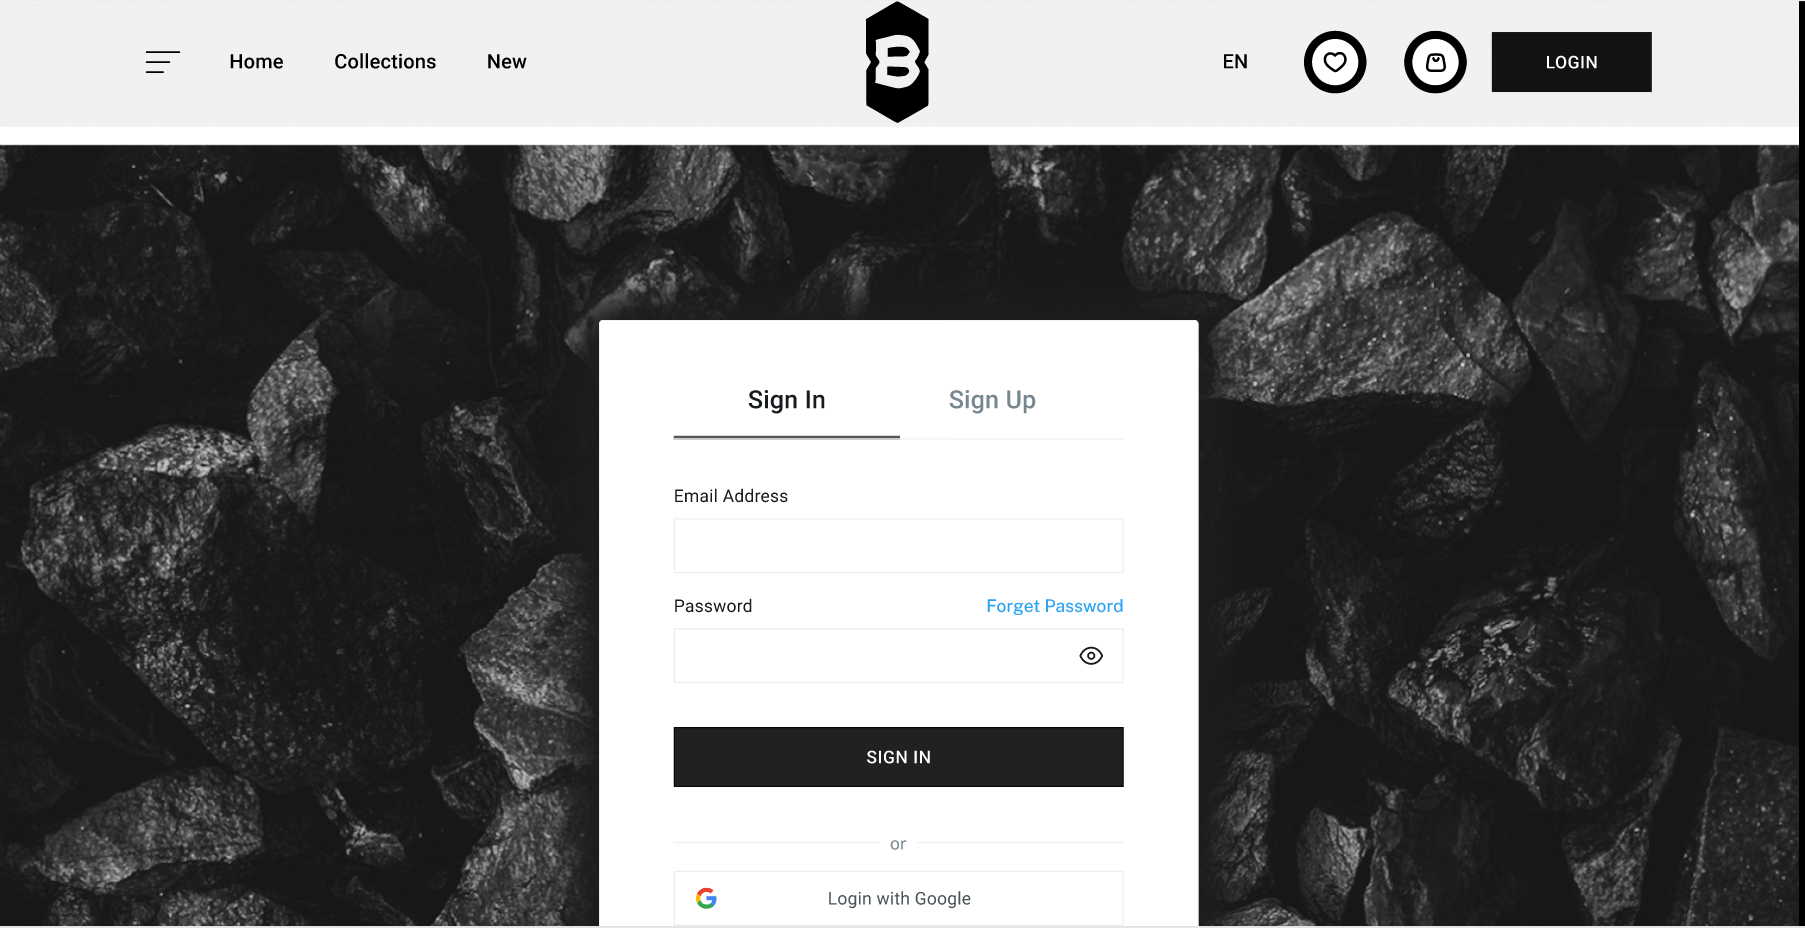 Home Collections New B EN LOGIN
Sign In Sign Up
Email Address
Password Forget Password
SIGN IN
or
Login with Google